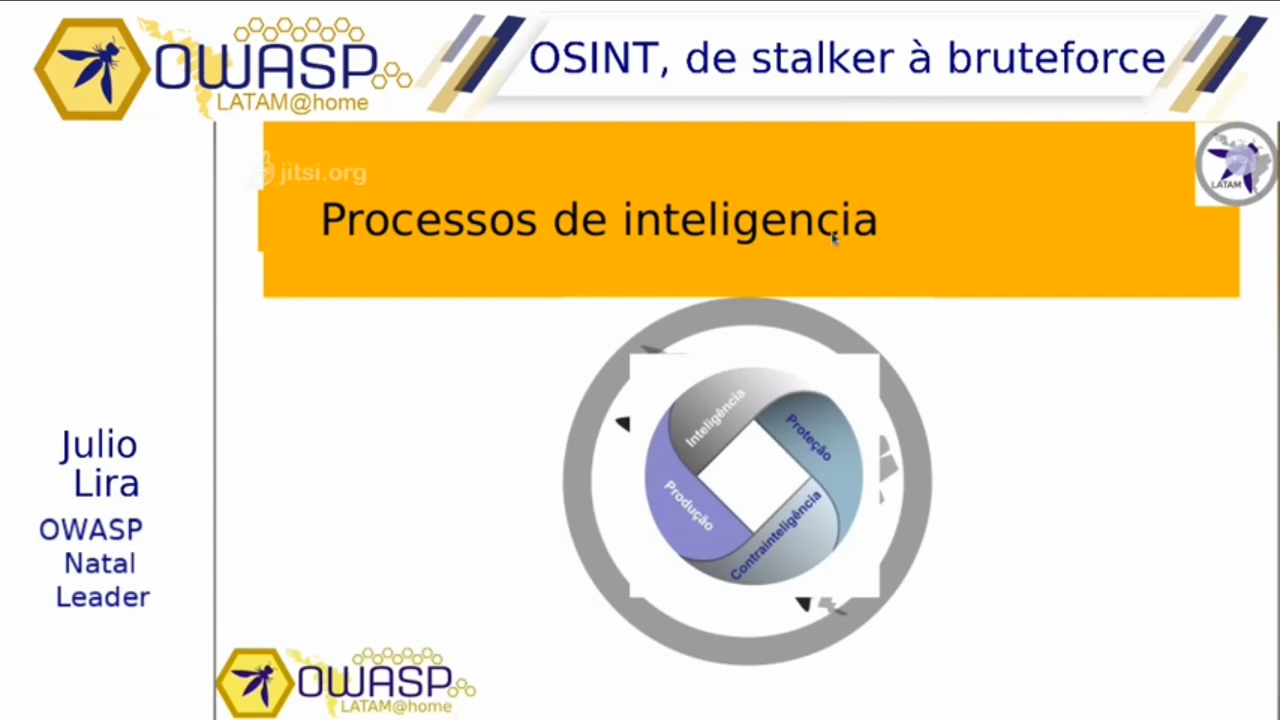 OWASP
LATAM@home
OSINT, de stalker à bruteforce
jitsi.org
LATAM
Processos de inteligencia
Inteligência
Proteção
Produção
Contrainteligência
Julio
Lira
OWASP
Natal
Leader
OWASP
LATAM@home